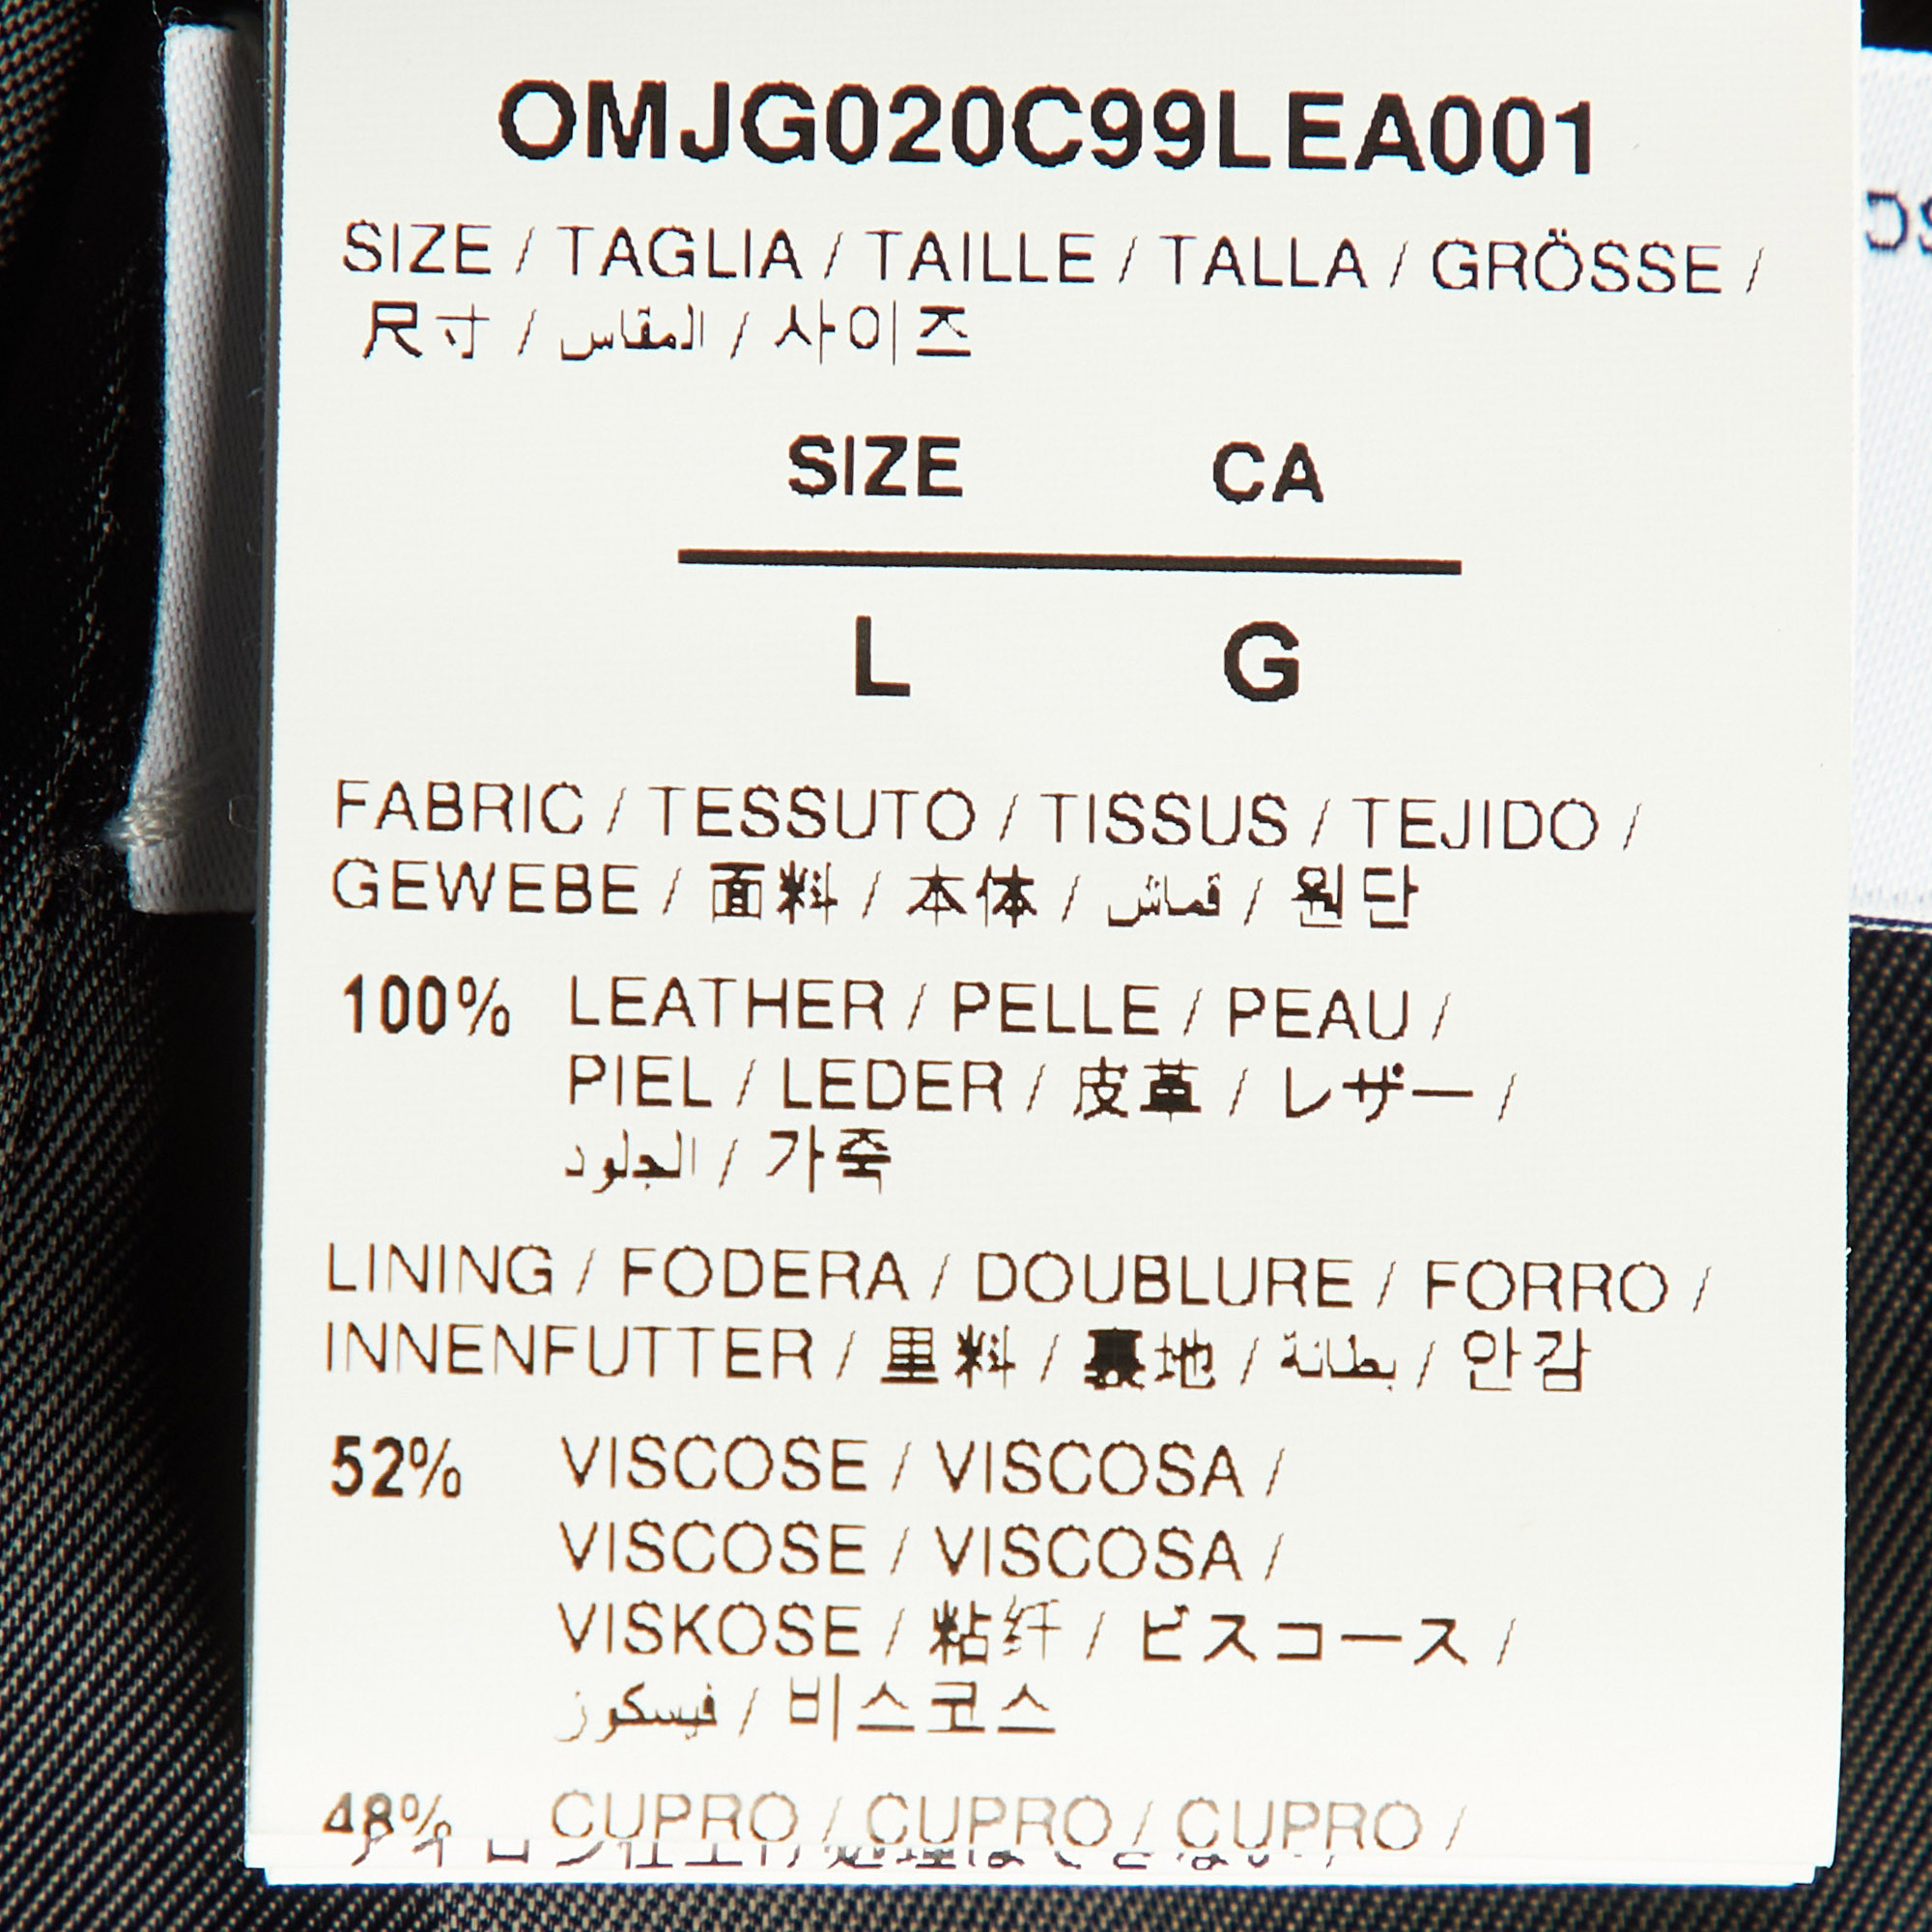 OMJG020C99LEA001
SIZE / TAGLIA / TAILLE / TALLA / GRÖSSE /
尺寸 / المقاس / 사이즈
SIZE CA
L G
FABRIC / TESSUTO / TISSUS / TEJIDO /
GEWEBE / 面料 / 本体 / قماش / 원단
100% LEATHER / PELLE / PEAU /
PIEL / LEDER / 皮革 / レザー /
الجلود / 가죽
LINING / FODERA / DOUBLURE / FORRO /
INNENFUTTER / 里料 / 裏地 / بطانة / 안감
52% VISCOSE / VISCOSA /
VISCOSE / VISCOSA /
VISKOSE / 粘纤 / ビスコース /
فيسكوز / 비스코스
48% CUPRO / CUPRO / CUPRO /